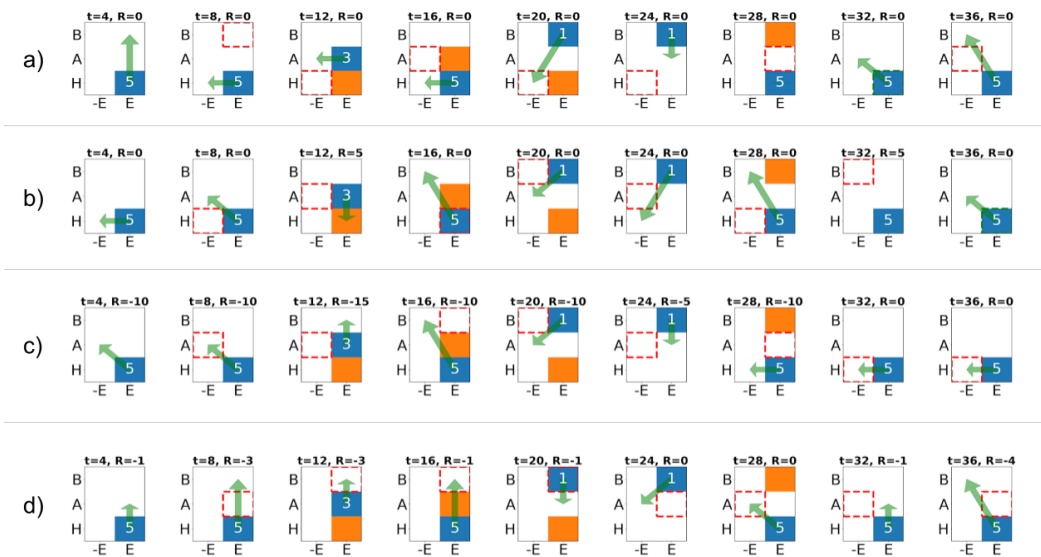 t=4, R=0 t=8, R=0 t=12, R=0 t=16, R=0 t=20, R=0 t=24, R=0 t=28, R=0 t=32, R=0 t=36, R=0
B B B B B B B B B
1 1
a) A A A A A A A A A
3
H H H H H H H H H
5 5 5 5 5 5
-E E -E E -E E -E E -E E -E E -E E -E E -E E
t=4, R=0 t=8, R=0 t=12, R=5 t=16, R=0 t=20, R=0 t=24, R=0 t=28, R=0 t=32, R=5 t=36, R=0
B B B B B B B B B
1 1
b) A A A A A A A A A
3
H H H H H H H H H
5 5 5 5 5 5
-E E -E E -E E -E E -E E -E E -E E -E E -E E
t=4, R=-10 t=8, R=-10 t=12, R=-15 t=16, R=-10 t=20, R=-10 t=24, R=-5 t=28, R=-10 t=32, R=0 t=36, R=0
B B B B B B B B B
1 1
c) A A A A A A A A A
3
H H H H H H H H H
5 5 5 5 5 5
-E E -E E -E E -E E -E E -E E -E E -E E -E E
t=4, R=-1 t=8, R=-3 t=12, R=-3 t=16, R=-1 t=20, R=-1 t=24, R=0 t=28, R=0 t=32, R=-1 t=36, R=-4
B B B B B B B B B
1 1
d) A A A A A A A A A
3
H H H H H H H H H
5 5 5 5 5 5
-E E -E E -E E -E E -E E -E E -E E -E E -E E